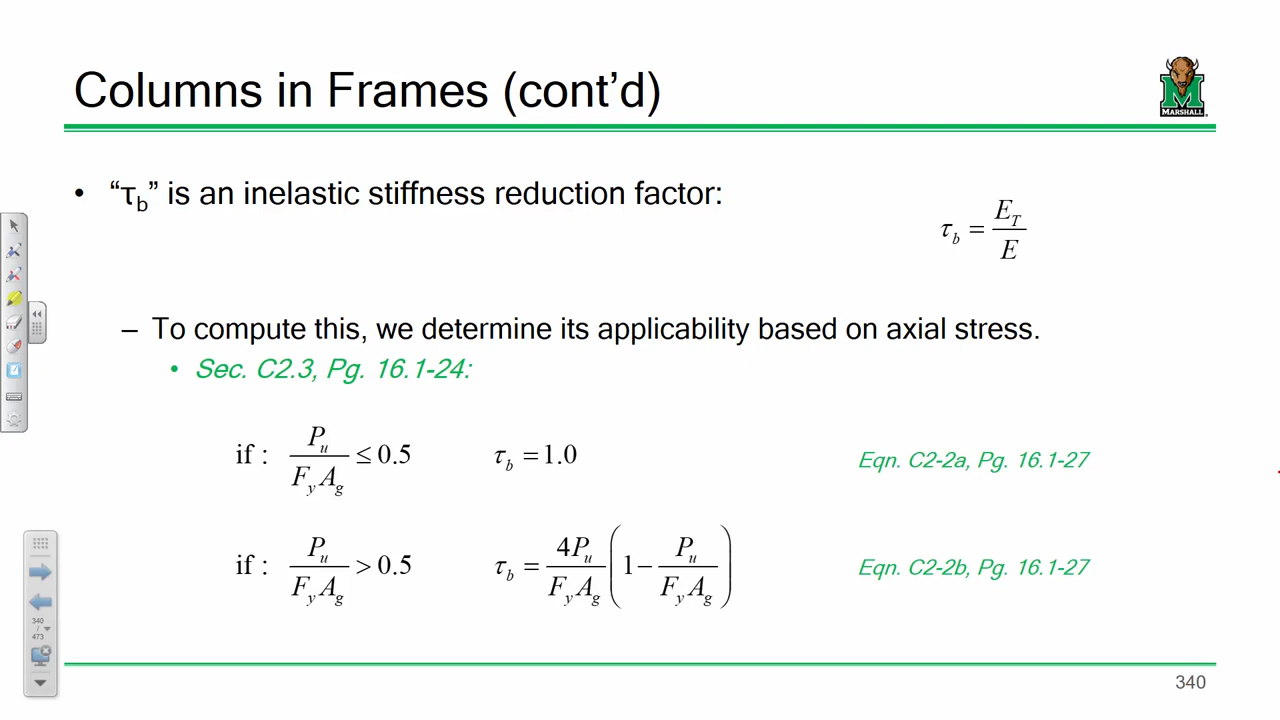 Columns in Frames (cont’d)
MARSHALL
• “τb” is an inelastic stiffness reduction factor:
τb = ET / E
– To compute this, we determine its applicability based on axial stress.
• Sec. C2.3, Pg. 16.1-24:
if : Pu / FyAg ≤ 0.5 τb = 1.0 Eqn. C2-2a, Pg. 16.1-27
if : Pu / FyAg > 0.5 τb = 4Pu / FyAg (1 − Pu / FyAg) Eqn. C2-2b, Pg. 16.1-27
340
/
473
340